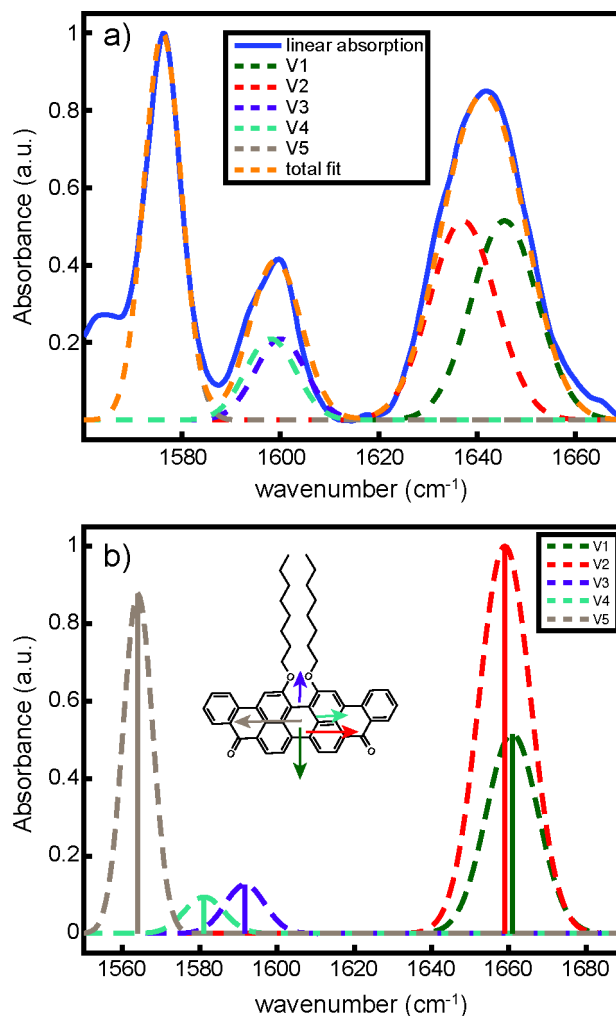 a)
linear absorption
V1
V2
V3
V4
V5
total fit
1
0.8
0.6
0.4
0.2
Absorbance (a.u.)
1580 1600 1620 1640 1660
wavenumber (cm-1)
b)
V1
V2
V3
V4
V5
1
0.8
0.6
0.4
0.2
0
Absorbance (a.u.)
O O
O O
1560 1580 1600 1620 1640 1660 1680
wavenumber (cm-1)